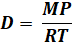 D = MP / RT